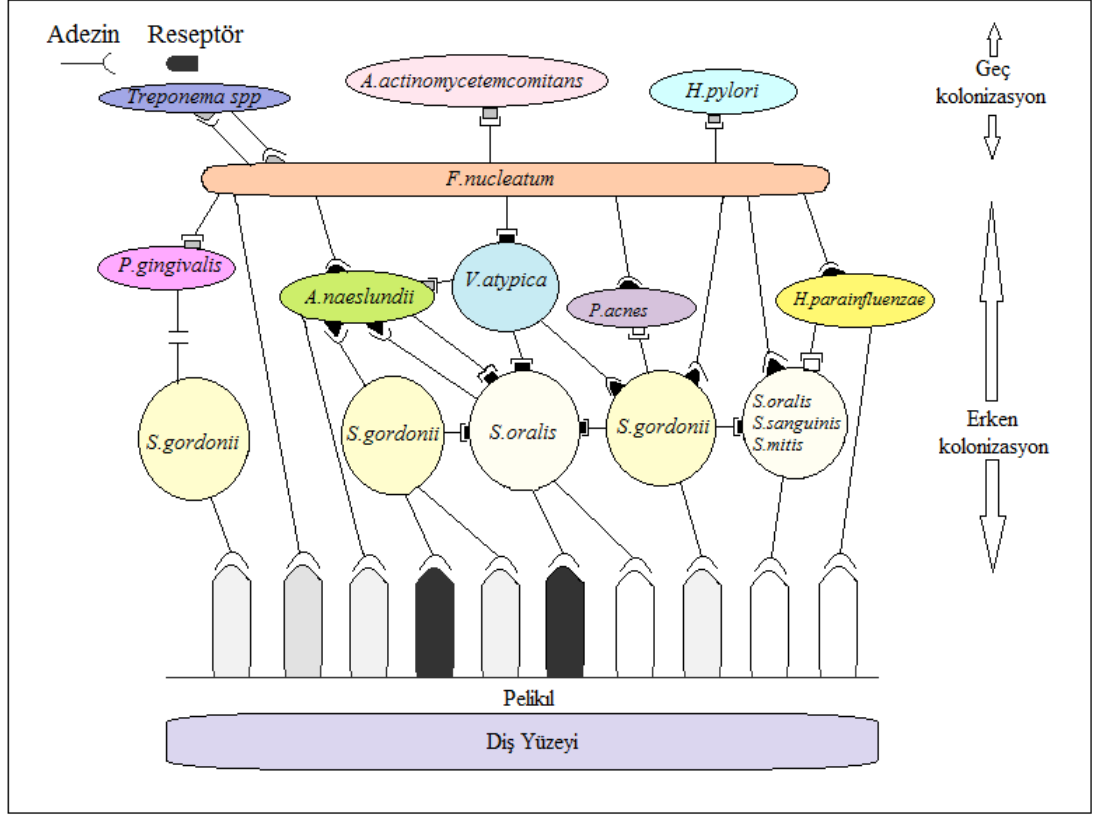 Adezin Reseptör
Treponema spp
A.actinomycetemcomitans
H.pylori
Geç
kolonizasyon
F.nucleatum
P.gingivalis
A.naeslundii
V.atypica
P.acnes
H.parainfluenzae
S.gordonii
S.gordonii
S.oralis
S.gordonii
S.oralis
S.sanguinis
S.mitis
Erken
kolonizasyon
Pelikıl
Diş Yüzeyi